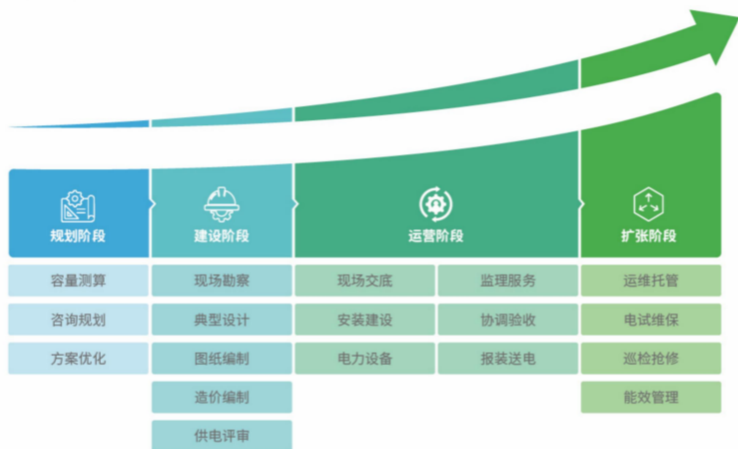 规划阶段
建设阶段
运营阶段
扩张阶段
容量测算
现场勘察
现场交底
监理服务
运维托管
咨询规划
典型设计
安装建设
协调验收
电试维保
方案优化
图纸编制
电力设备
报装送电
巡检抢修
造价编制
能效管理
供电评审